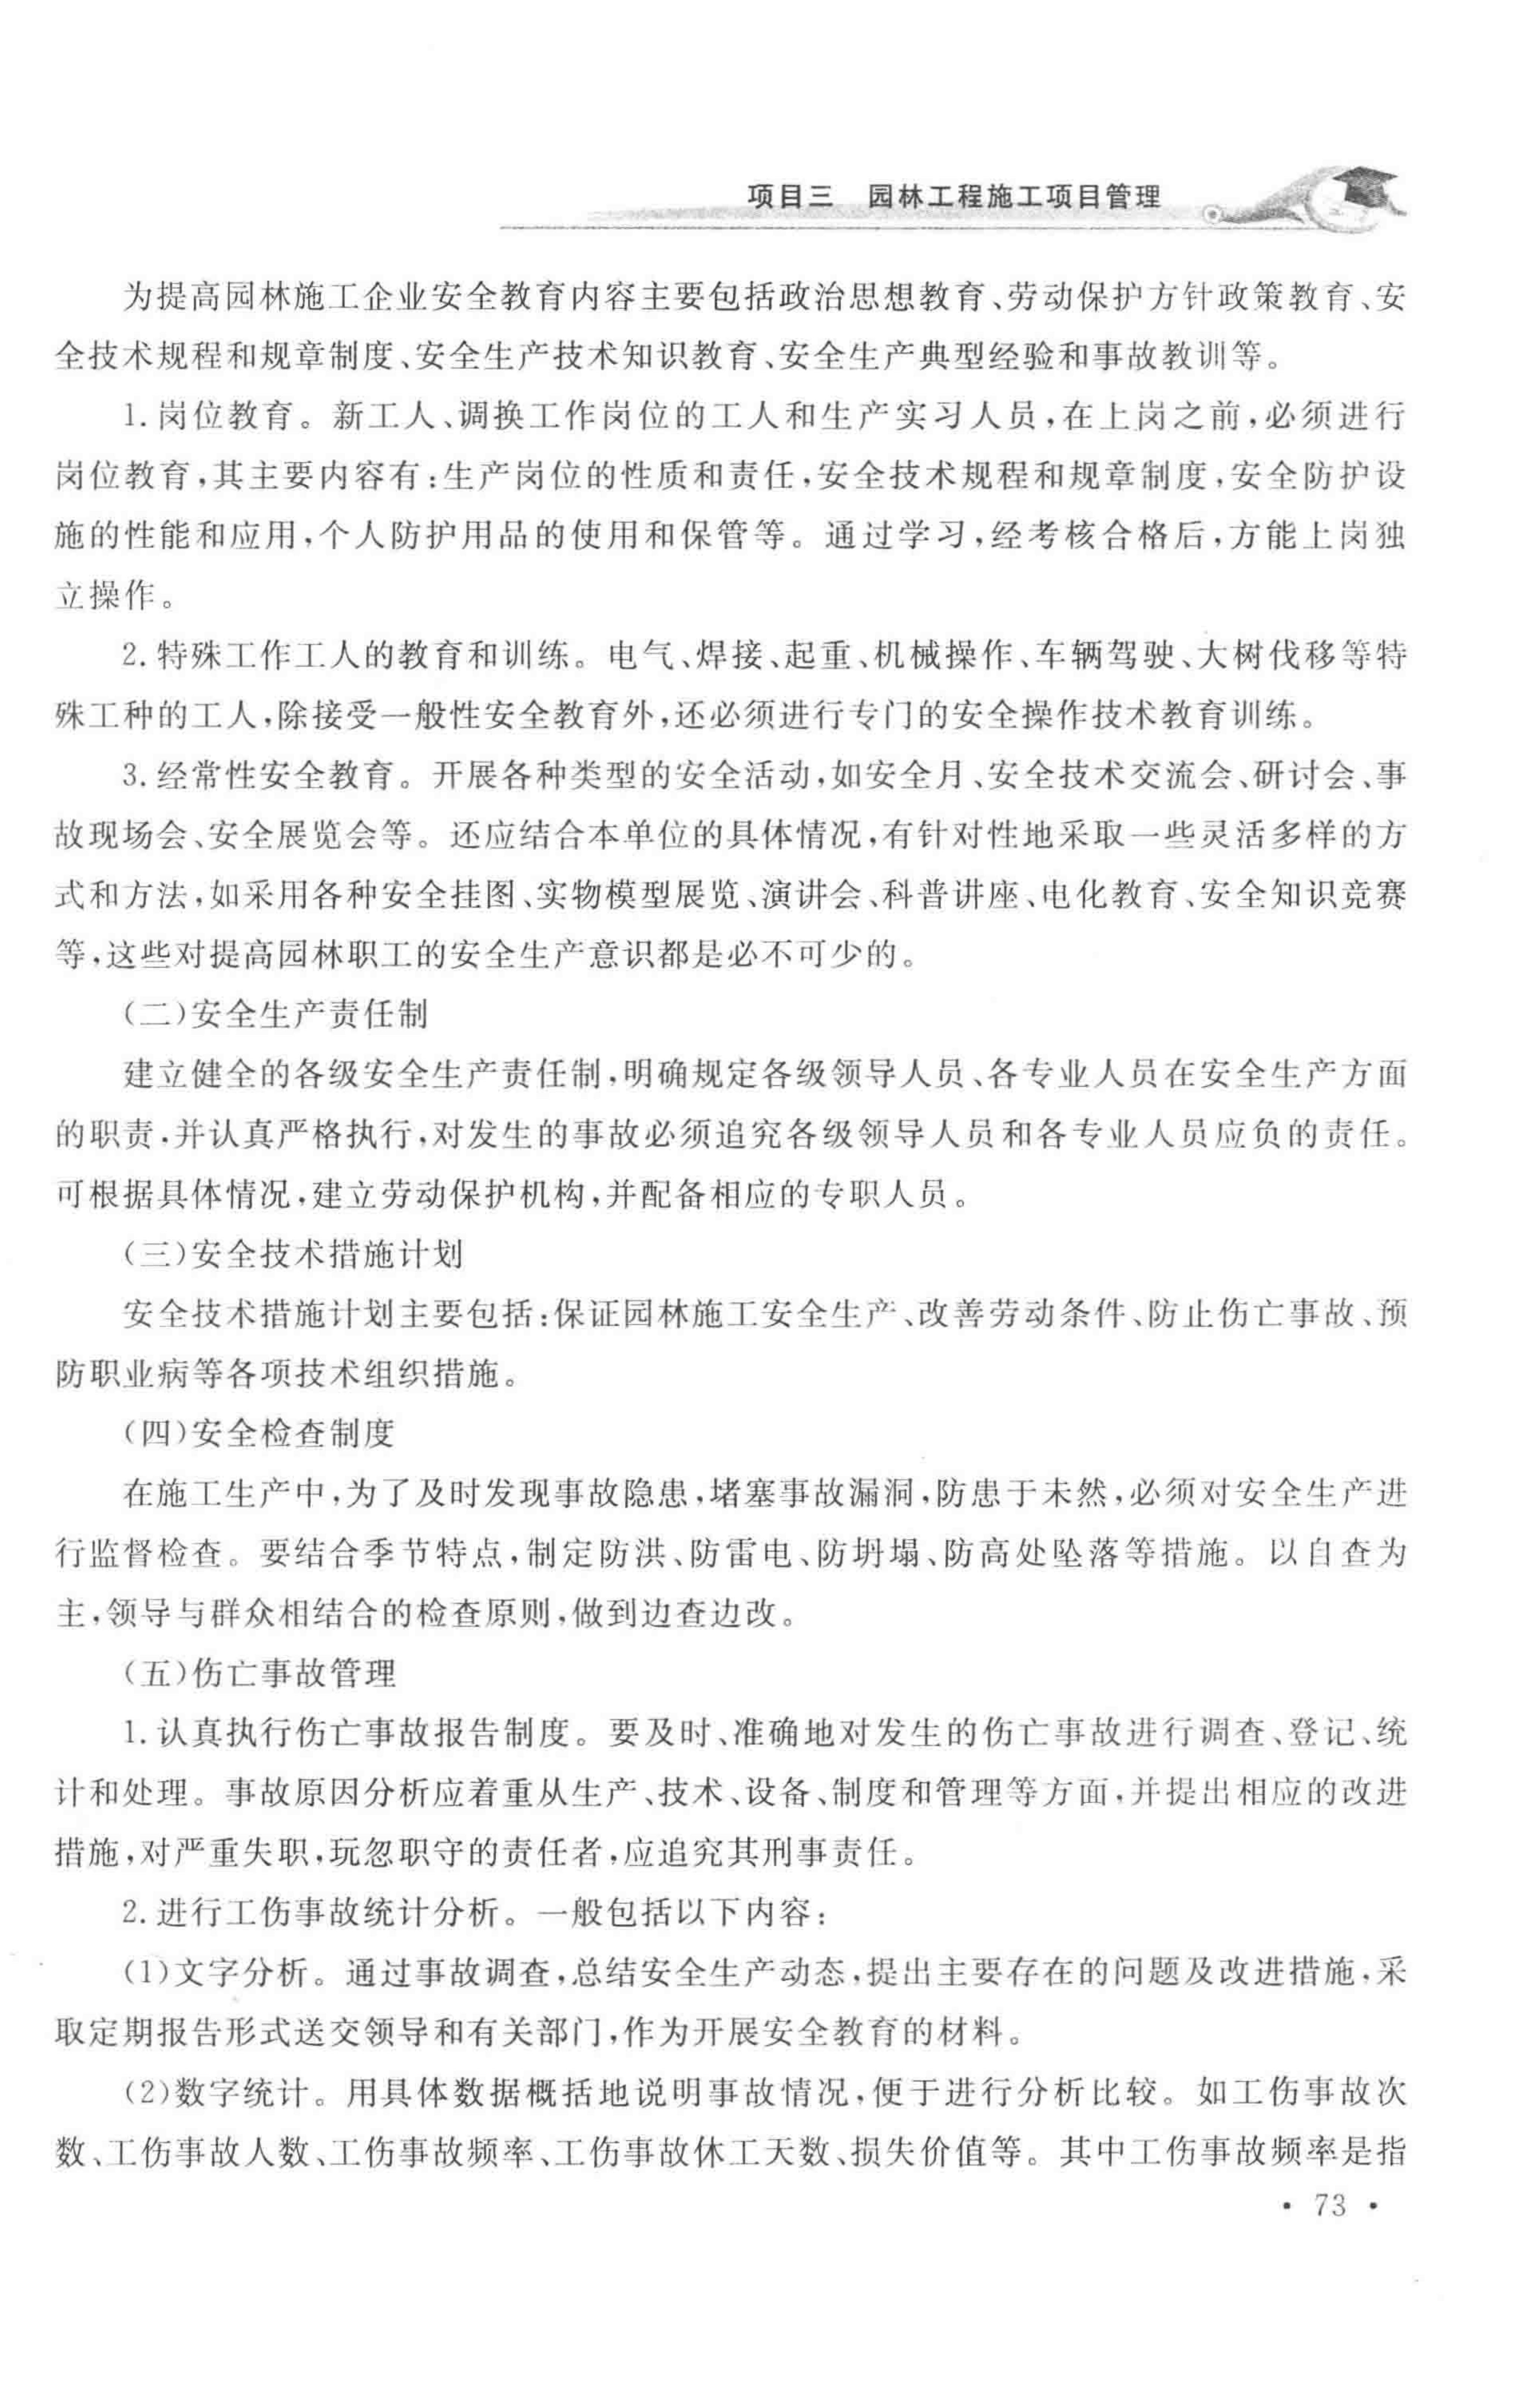 项目三 园林工程施工项目管理
为提高园林施工企业安全教育内容主要包括政治思想教育、劳动保护方针政策教育、安
全技术规程和规章制度、安全生产技术知识教育、安全生产典型经验和事故教训等。
1. 岗位教育。新工人、调换工作岗位的工人和生产实习人员,在上岗之前,必须进行
岗位教育,其主要内容有:生产岗位的性质和责任,安全技术规程和规章制度,安全防护设
施的性能和应用,个人防护用品的使用和保管等。通过学习,经考核合格后,方能上岗独
立操作。
2. 特殊工作工人的教育和训练。电气、焊接、起重、机械操作、车辆驾驶、大树伐移等特
殊工种的工人,除接受一般性安全教育外,还必须进行专门的安全操作技术教育训练。
3. 经常性安全教育。开展各种类型的安全活动,如安全月、安全技术交流会、研讨会、事
故现场会、安全展览会等。还应结合本单位的具体情况,有针对性地采取一些灵活多样的方
式和方法,如采用各种安全挂图、实物模型展览、演讲会、科普讲座、电化教育、安全知识竞赛
等,这些对提高园林职工的安全生产意识都是必不可少的。
(二)安全生产责任制
建立健全的各级安全生产责任制,明确规定各级领导人员、各专业人员在安全生产方面
的职责,并认真严格执行,对发生的事故必须追究各级领导人员和各专业人员应负的责任。
可根据具体情况,建立劳动保护机构,并配备相应的专职人员。
(三)安全技术措施计划
安全技术措施计划主要包括:保证园林施工安全生产、改善劳动条件、防止伤亡事故、预
防职业病等各项技术组织措施。
(四)安全检查制度
在施工生产中,为了及时发现事故隐患,堵塞事故漏洞,防患于未然,必须对安全生产进
行监督检查。要结合季节特点,制定防洪、防雷电、防坍塌、防高处坠落等措施。以自查为
主,领导与群众相结合的检查原则,做到边查边改。
(五)伤亡事故管理
1. 认真执行伤亡事故报告制度。要及时、准确地对发生的伤亡事故进行调查、登记、统
计和处理。事故原因分析应着重从生产、技术、设备、制度和管理等方面,并提出相应的改进
措施,对严重失职,玩忽职守的责任者,应追究其刑事责任。
2. 进行工伤事故统计分析。一般包括以下内容:
(1)文字分析。通过事故调查,总结安全生产动态,提出主要存在的问题及改进措施,采
取定期报告形式送交领导和有关部门,作为开展安全教育的材料。
(2)数字统计。用具体数据概括地说明事故情况,便于进行分析比较。如工伤事故次
数、工伤事故人数、工伤事故频率、工伤事故休工天数、损失价值等。其中工伤事故频率是指
• 73 •